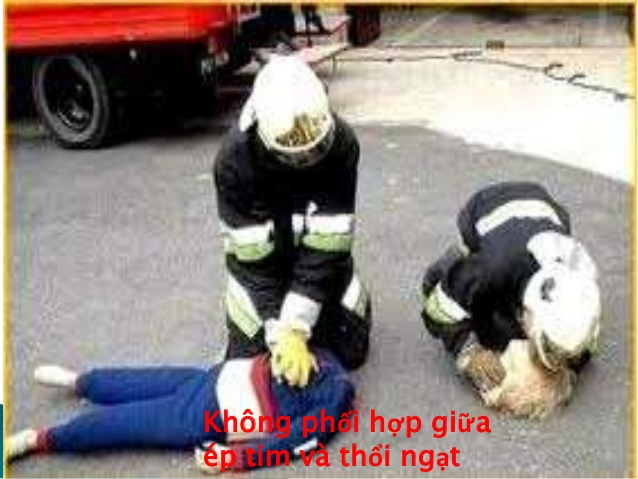 Không phối hợp giữa
ép tim và thổi ngạt